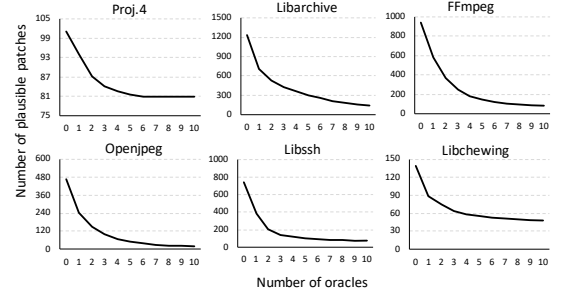 Number of plausible patches
Proj.4
105
99
93
87
81
75
0 1 2 3 4 5 6 7 8 9 10
Libarchive
1500
1200
900
600
300
0
0 1 2 3 4 5 6 7 8 9 10
FFmpeg
1000
800
600
400
200
0
0 1 2 3 4 5 6 7 8 9 10
Openjpeg
600
480
360
240
120
0
0 1 2 3 4 5 6 7 8 9 10
Libssh
1000
800
600
400
200
0
0 1 2 3 4 5 6 7 8 9 10
Libchewing
150
120
90
60
30
0
0 1 2 3 4 5 6 7 8 9 10
Number of oracles